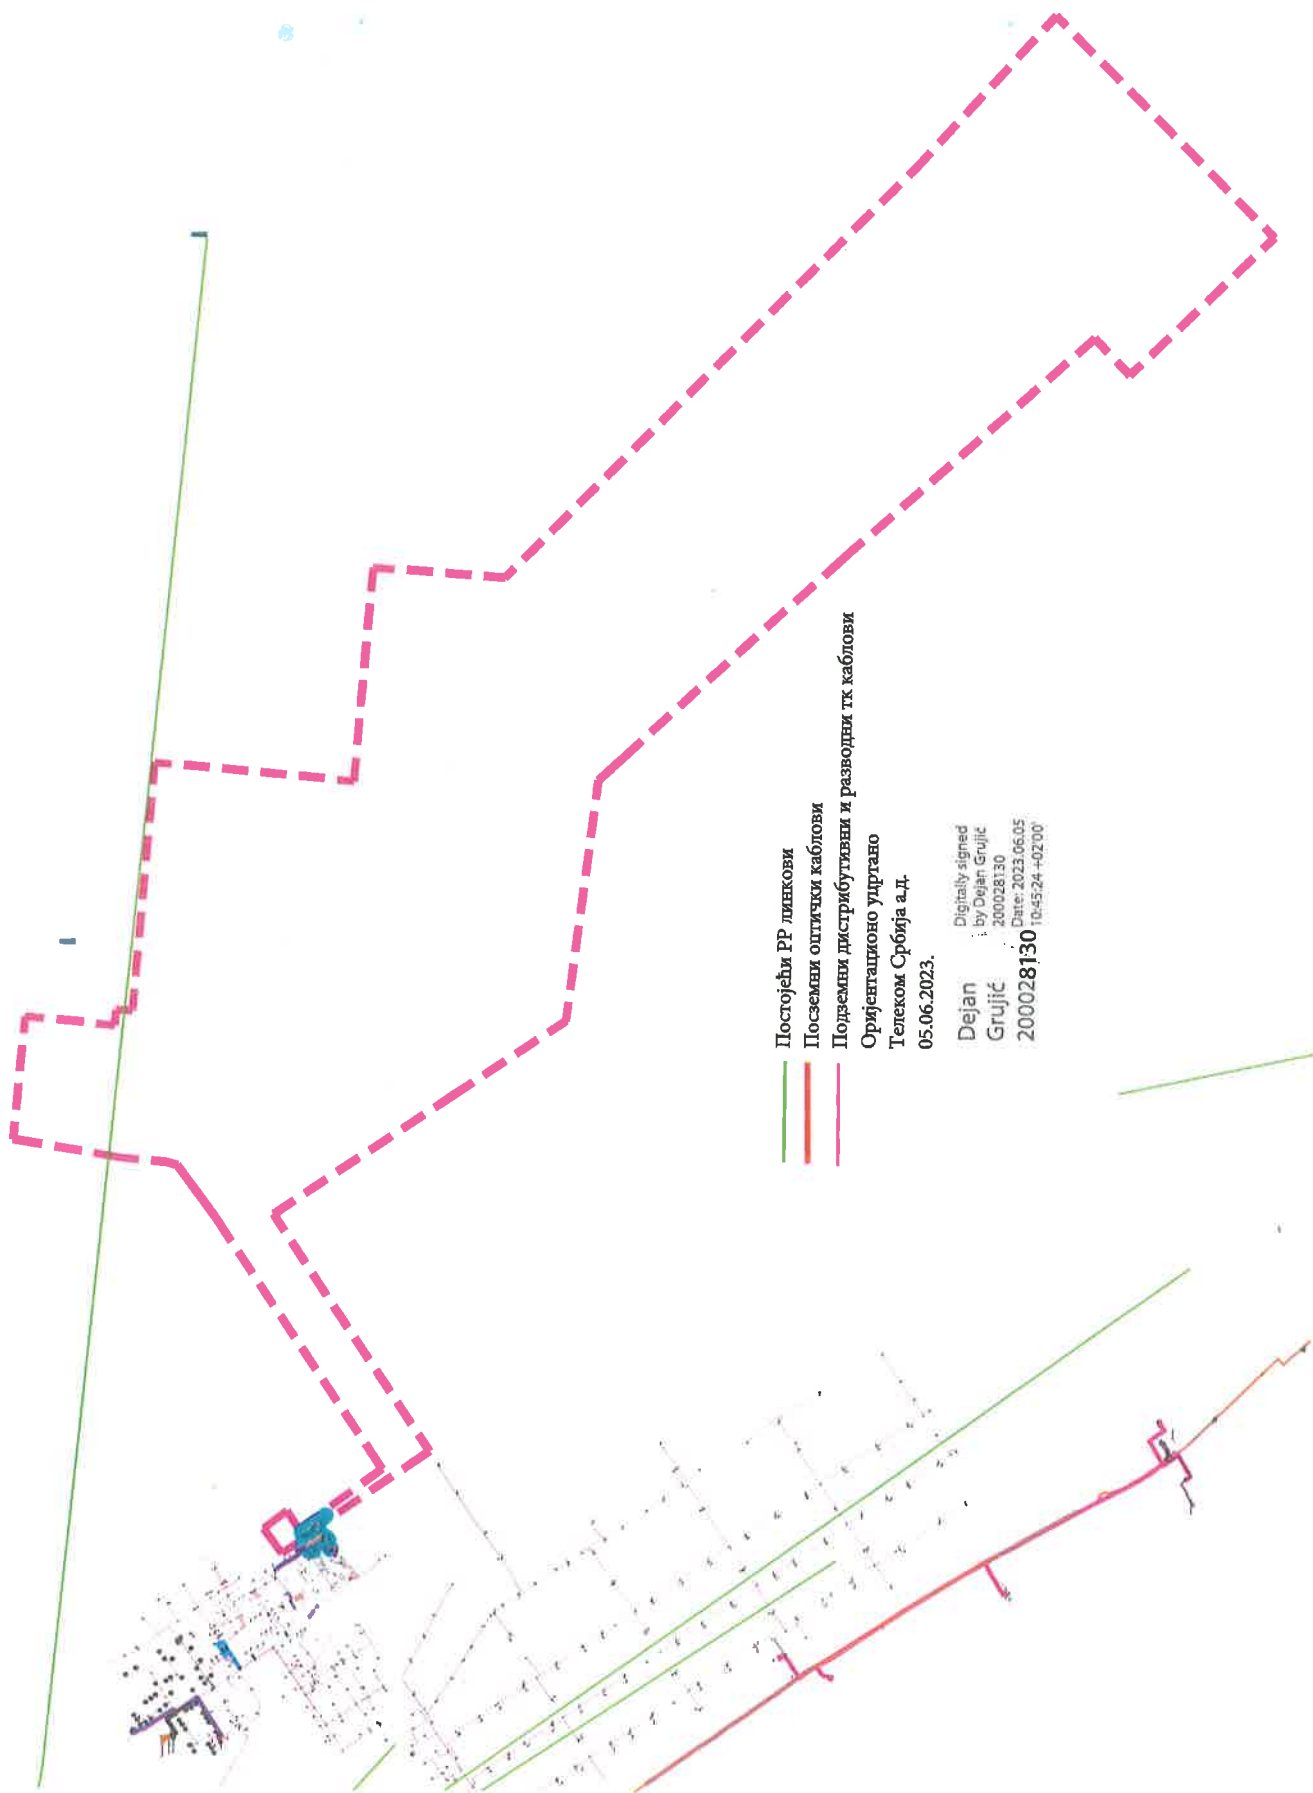 Постојећи РР линкови
Посземни оптички каблови
Подземни дистрибутивни и разводни тк каблови
Оријентационо уцртано
Телеком Србија а.д.
05.06.2023.
Dejan
Grujić
200028130
Digitally signed
by Dejan Grujić
200028130
Date: 2023.06.05
10:45:24 +02'00'